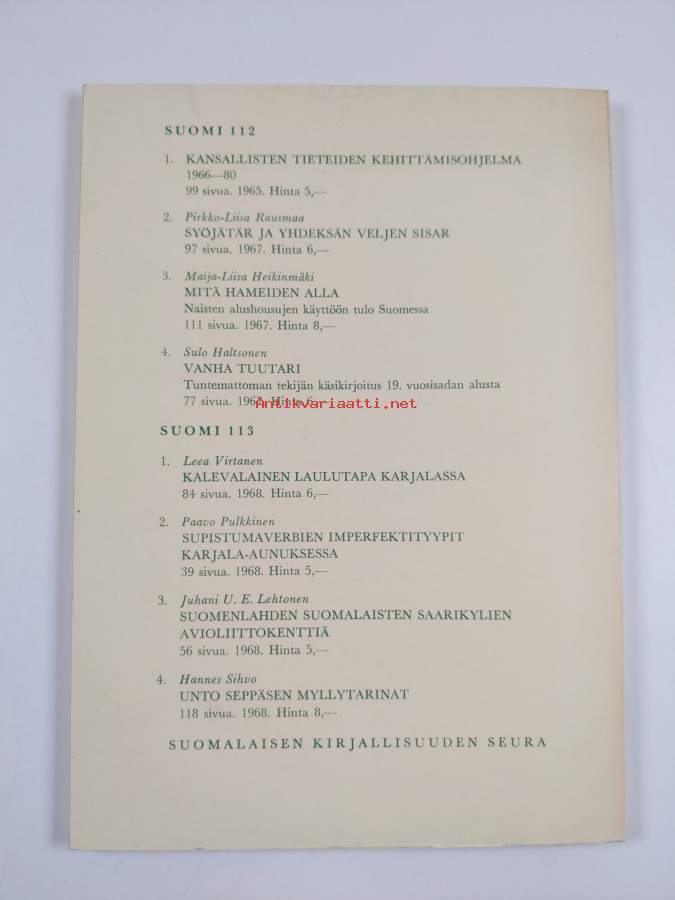 SUOMI 112
1. KANSALLISTEN TIETEIDEN KEHITTÄMISOHJELMA
1966—80
99 sivua. 1965. Hinta 5,—
2. Pirkko-Liisa Rausmaa
SYÖJÄTÄR JA YHDEKSÄN VELJEN SISAR
97 sivua. 1967. Hinta 6,—
3. Maija-Liisa Heikinmäki
MITÄ HAMEIDEN ALLA
Naisten alushousujen käyttöön tulo Suomessa
111 sivua. 1967. Hinta 8,—
4. Sulo Haltsonen
VANHA TUUTARI
Tuntemattoman tekijän käsikirjoitus 19. vuosisadan alusta
77 sivua. Hinta 6,—
Antikvariaatti.net
SUOMI 113
1. Leea Virtanen
KALEVALAINEN LAULUTAPA KARJALASSA
84 sivua. 1968. Hinta 6,—
2. Paavo Pulkkinen
SUPISTUMAVERBIEN IMPERFEKTITYYPIT
KARJALA-AUNUKSESSA
39 sivua. 1968. Hinta 5,—
3. Juhani U. E. Lehtonen
SUOMENLAHDEN SUOMALAISTEN SAARIKYLIEN
AVIOLIITTOKENTTIÄ
56 sivua. 1968. Hinta 5,—
4. Hannes Sihvo
UNTO SEPPÄSEN MYLLYTARINAT
118 sivua. 1968. Hinta 8,—
SUOMALAISEN KIRJALLISUUDEN SEURA